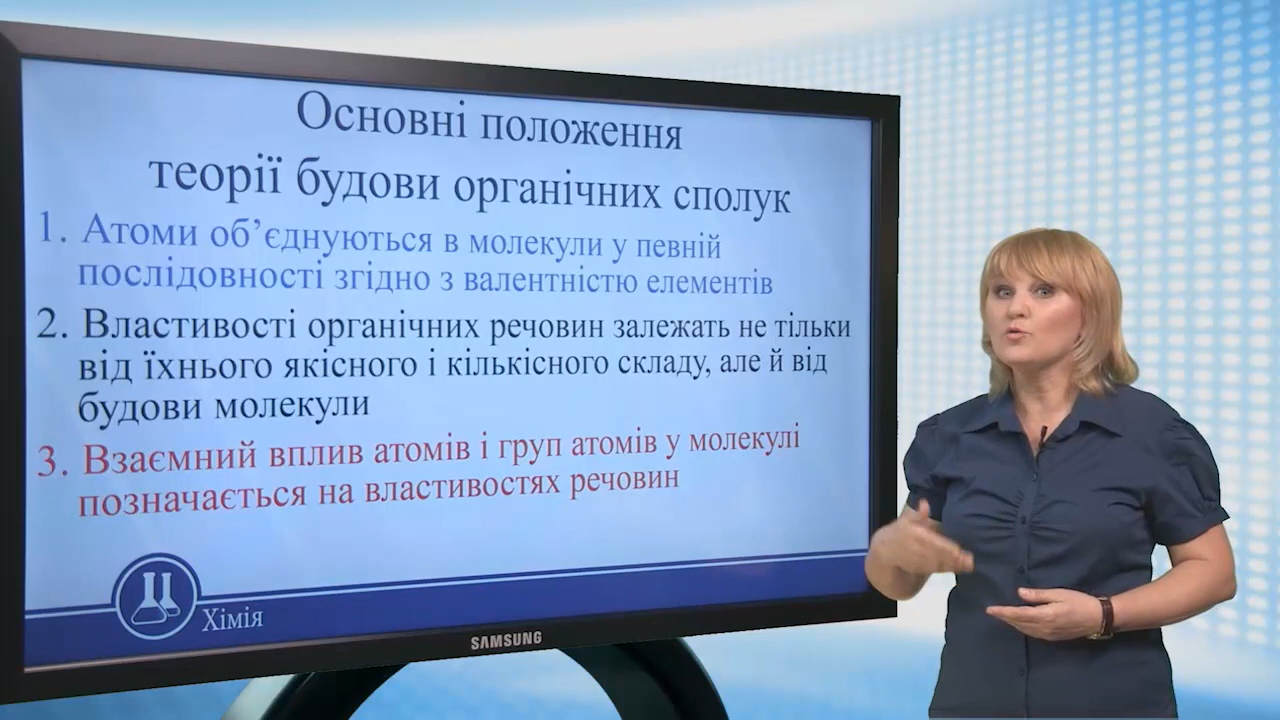 Основні положення
теорії будови органічних сполук
1. Атоми об’єднуються в молекули у певній
послідовності згідно з валентністю елементів
2. Властивості органічних речовин залежать не тільки
від їхнього якісного і кількісного складу, але й від
будови молекули
3. Взаємний вплив атомів і груп атомів у молекулі
позначається на властивостях речовин
Хімія
SAMSUNG